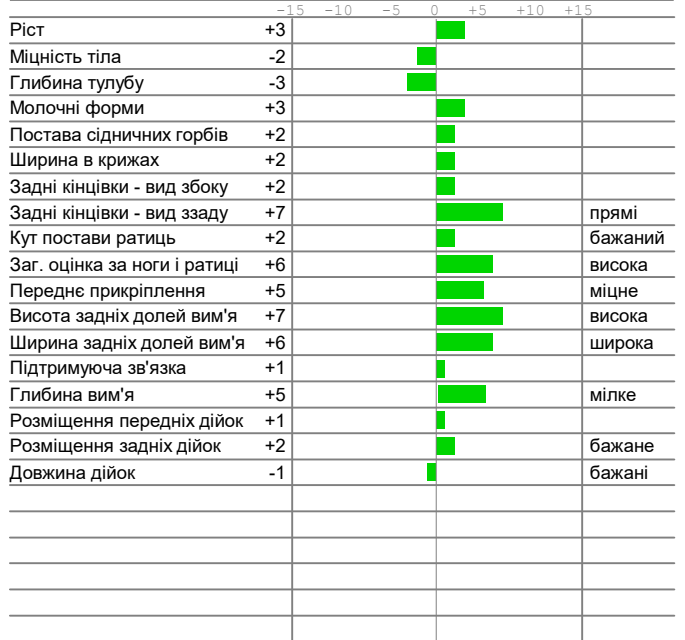 -15 -10 -5 0 +5 +10 +15
Ріст +3
Міцність тіла -2
Глибина тулубу -3
Молочні форми +3
Постава сідничних горбів +2
Ширина в крижах +2
Задні кінцівки - вид збоку +2
Задні кінцівки - вид ззаду +7 прямі
Кут постави ратиць +2 бажаний
Заг. оцінка за ноги і ратиці +6 висока
Переднє прикріплення +5 міцне
Висота задніх долей вим'я +7 висока
Ширина задніх долей вим'я +6 широка
Підтримуюча зв'язка +1
Глибина вим'я +5 мілке
Розміщення передніх дійок +1
Розміщення задніх дійок +2 бажане
Довжина дійок -1 бажані